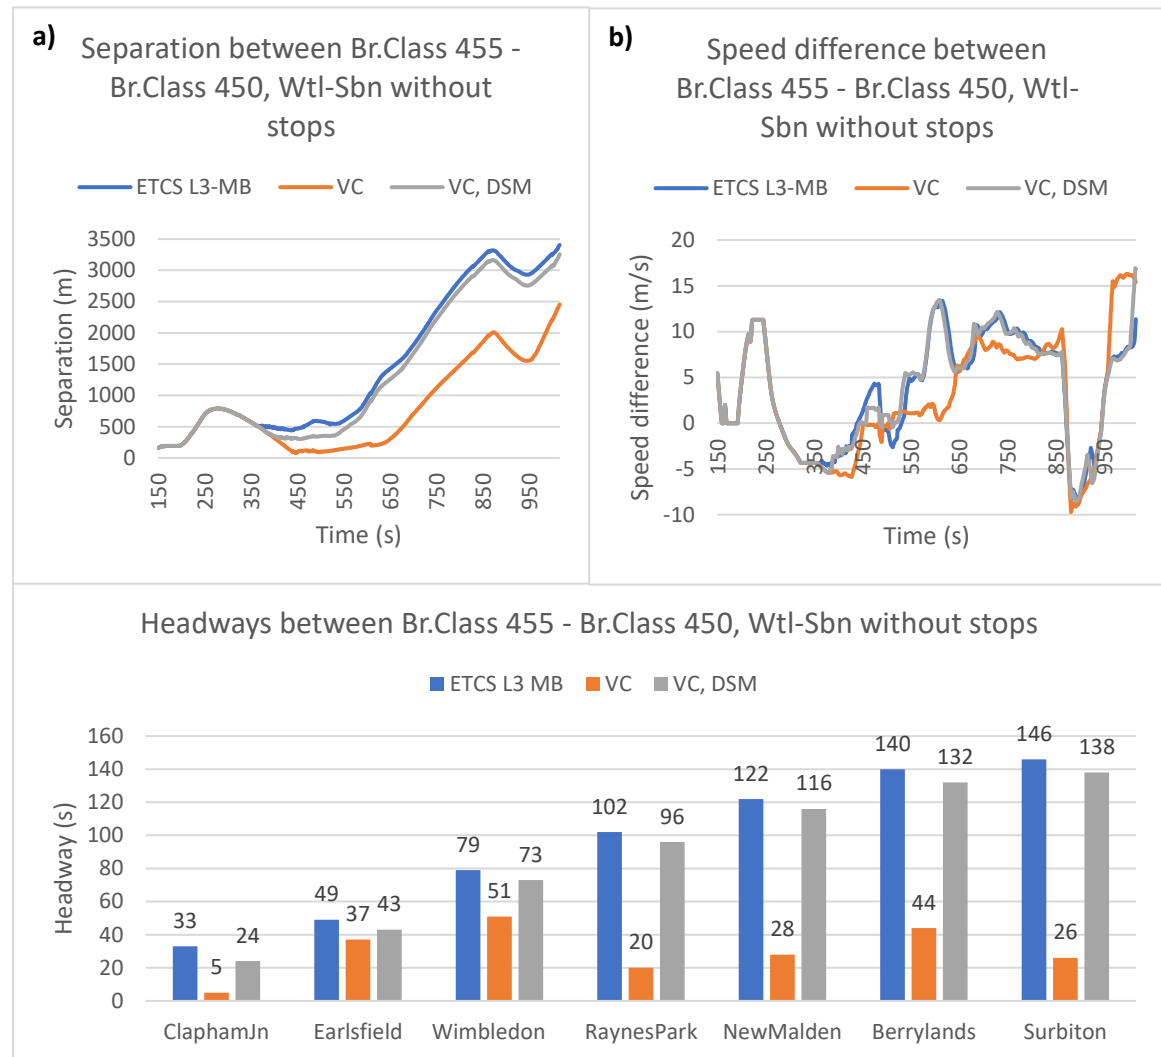 a)
Separation between Br.Class 455 -
Br.Class 450, Wtl-Sbn without
stops
ETCS L3-MB VC VC, DSM
3500
3000
2500
2000
1500
1000
500
0
Separation (m)
150 250 350 450 550 650 750 850 950
Time (s)
b)
Speed difference between
Br.Class 455 - Br.Class 450, Wtl-
Sbn without stops
ETCS L3-MB VC VC, DSM
20
15
10
5
0
-5
-10
Speed difference (m/s)
150 250 350 450 550 650 750 850 950
Time (s)
Headways between Br.Class 455 - Br.Class 450, Wtl-Sbn without stops
ETCS L3 MB VC VC, DSM
160
140
120
100
80
60
40
20
0
Headway (s)
33 5 24
49 37 43
79 51 73
102 20 96
122 28 116
140 44 132
146 26 138
ClaphamJn Earlsfield Wimbledon RaynesPark NewMalden Berrylands Surbiton